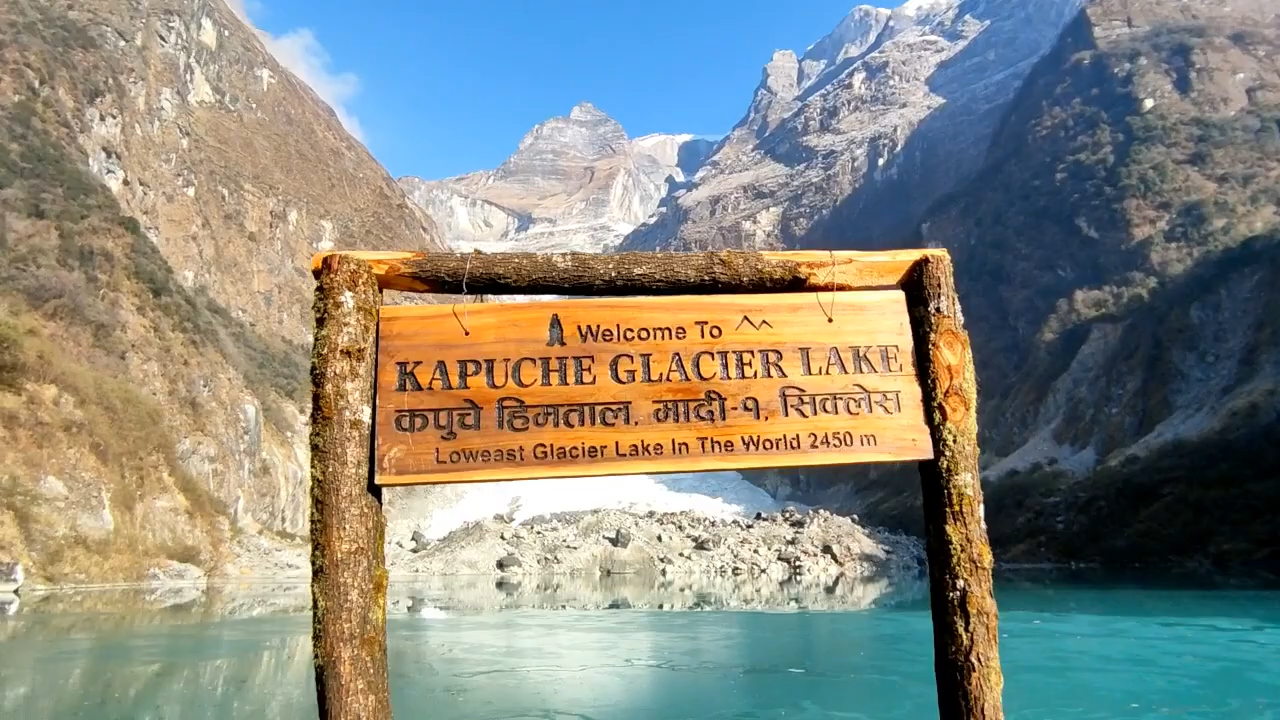 Welcome To
KAPUCHE GLACIER LAKE
कपुचे हिमताल, मादी-१, सिक्लेस
Loweast Glacier Lake In The World 2450 m